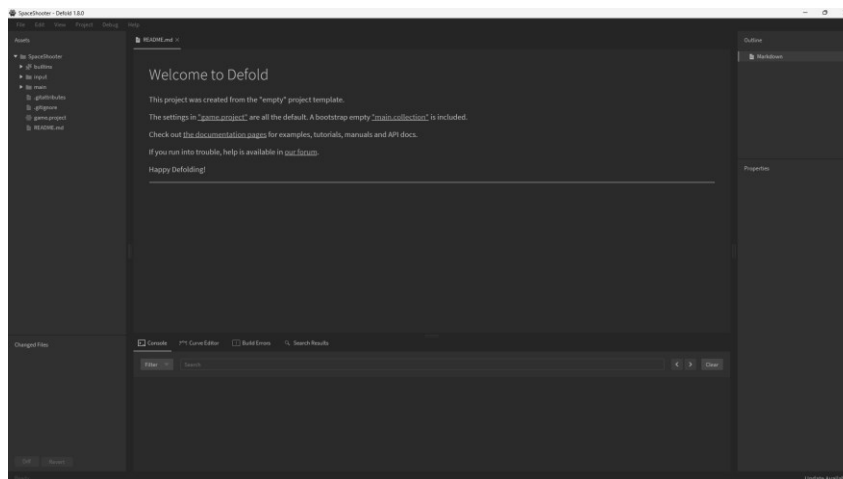 SpaceShooter - Defold 1.8.0
File Edit View Project Debug Help
Assets
SpaceShooter
builtins
input
main
.gitattributes
.gitignore
game.project
README.md
Changed Files
Diff Revert
README.md ×
Welcome to Defold
This project was created from the "empty" project template.
The settings in "game.project" are all the default. A bootstrap empty "main.collection" is included.
Check out the documentation pages for examples, tutorials, manuals and API docs.
If you run into trouble, help is available in our forum.
Happy Defolding!
Console Curve Editor Build Errors Search Results
Filter Search Clear
Outline
Markdown
Properties